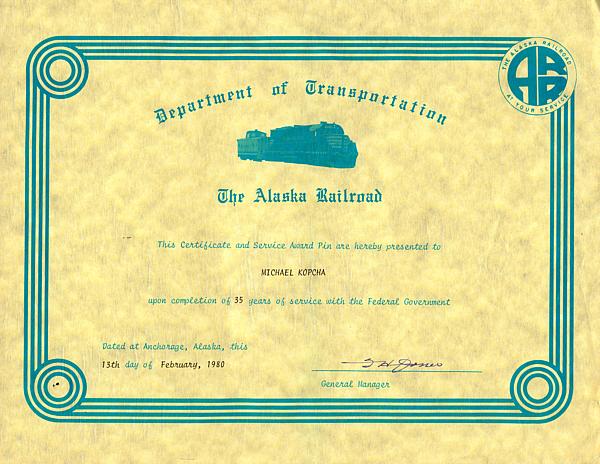 THE ALASKA RAILROAD
ARR
AT YOUR SERVICE
Department of Transportation
The Alaska Railroad
This Certificate and Service Award Pin are hereby presented to
MICHAEL KOPCHA
upon completion of 35 years of service with the Federal Government
Dated at Anchorage, Alaska, this
13th day of February, 1980
General Manager